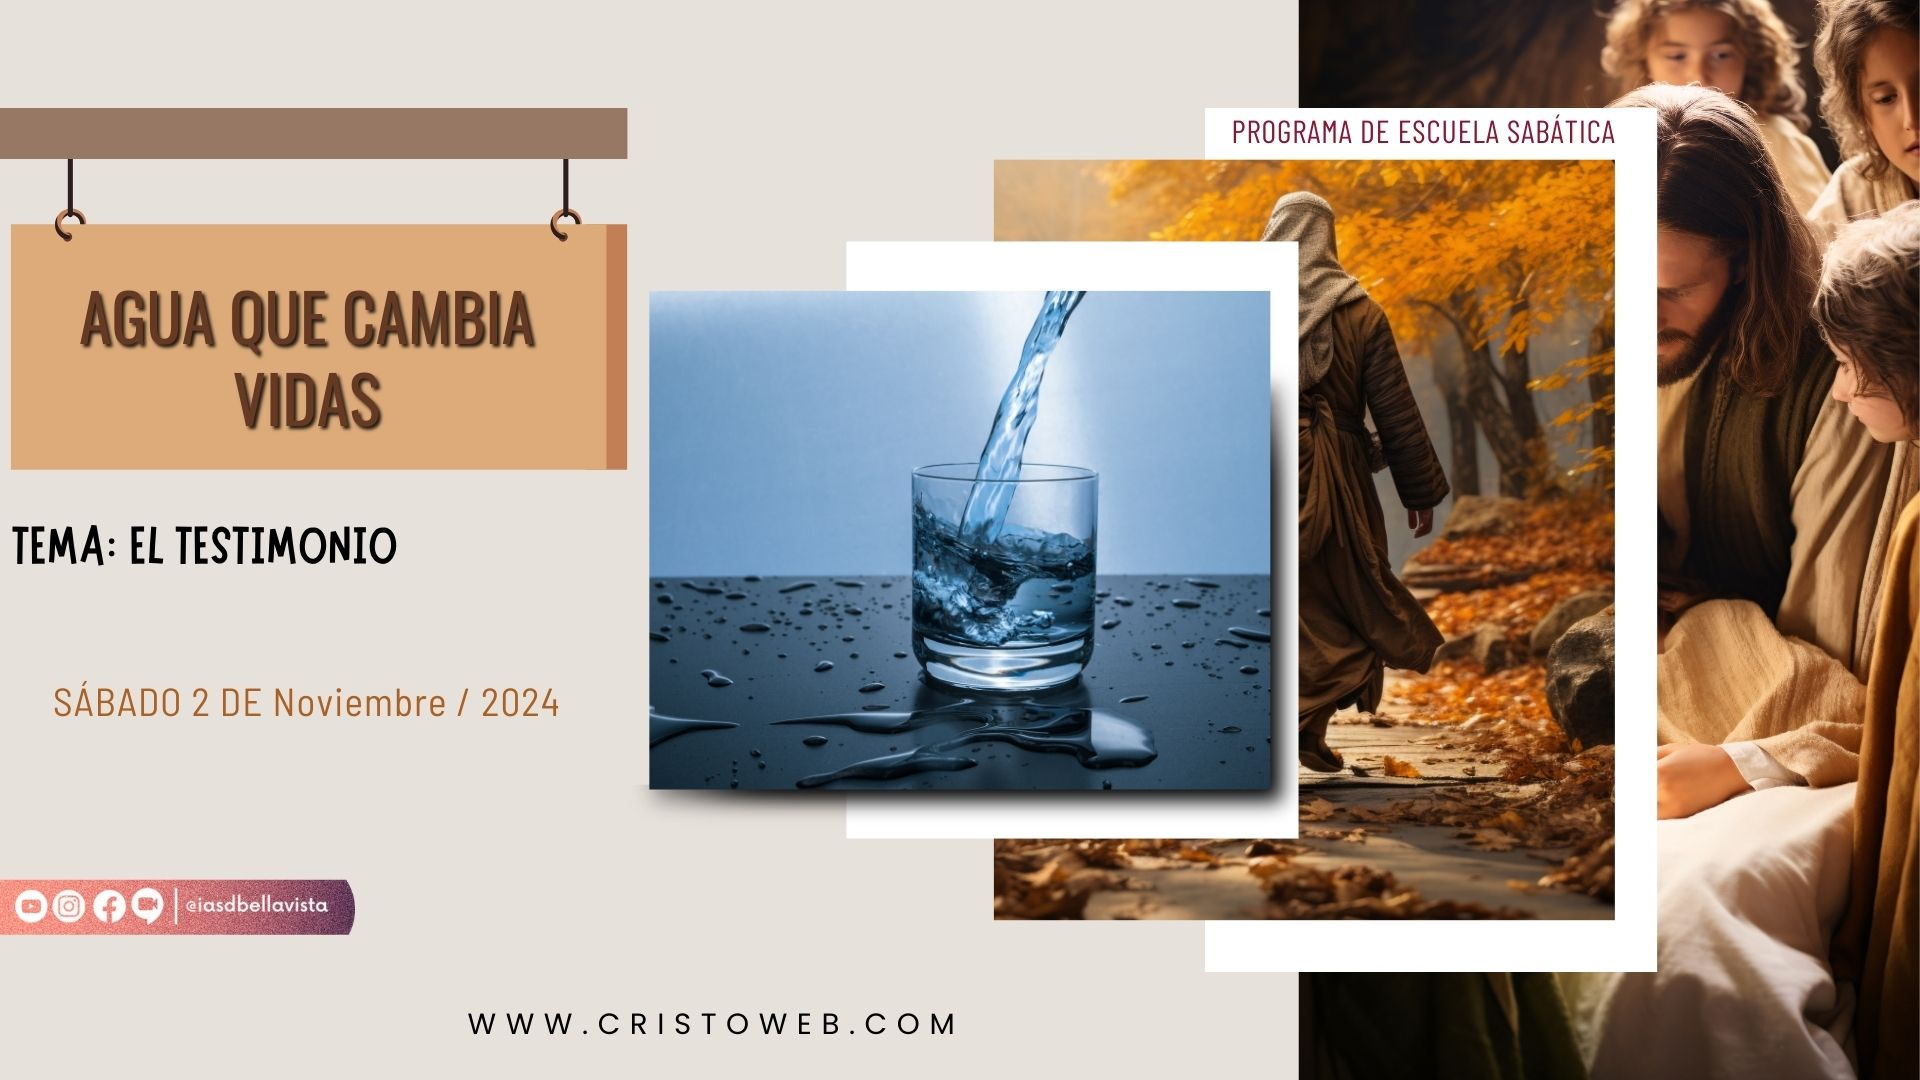 PROGRAMA DE ESCUELA SABÁTICA
AGUA QUE CAMBIA
VIDAS
TEMA: EL TESTIMONIO
SÁBADO 2 DE Noviembre / 2024
@iasdbellavista
WWW.CRISTOWEB.COM